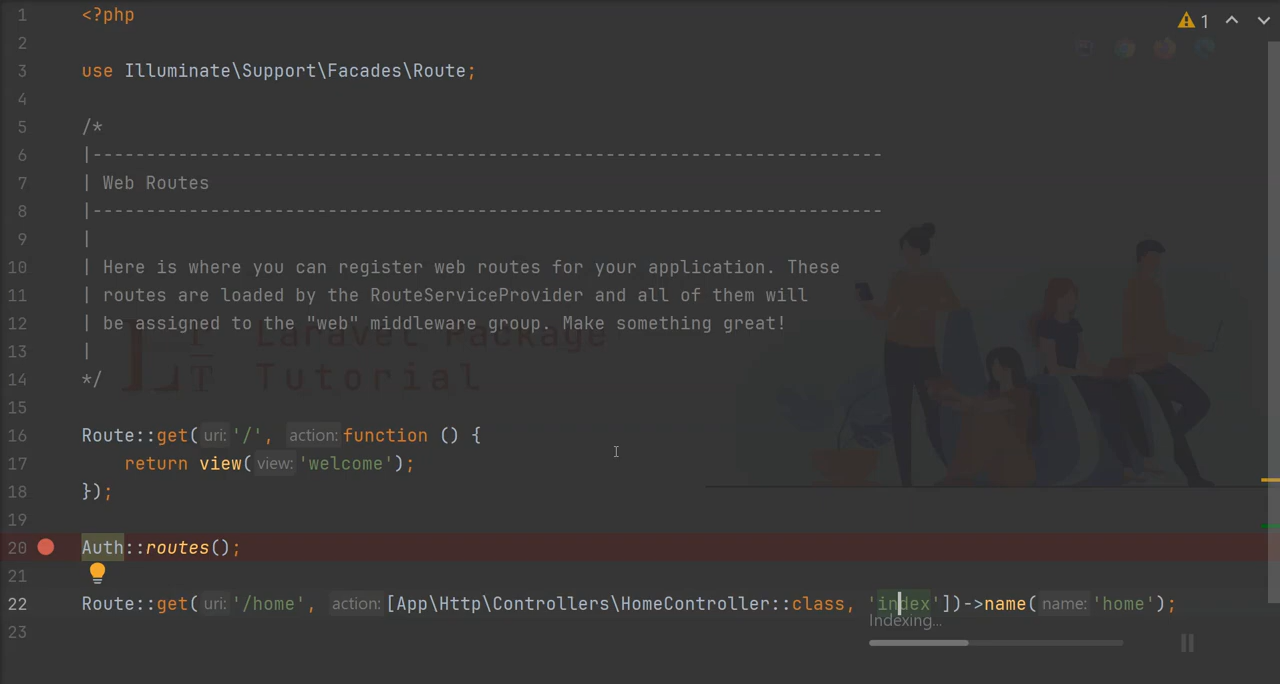 1 <?php
2
3 use Illuminate\Support\Facades\Route;
4
5 /*
6 |--------------------------------------------------------------------------
7 | Web Routes
8 |--------------------------------------------------------------------------
9 |
10 | Here is where you can register web routes for your application. These
11 | routes are loaded by the RouteServiceProvider and all of them will
12 | be assigned to the "web" middleware group. Make something great!
13 |
14 */
15
16 Route::get( uri: '/', action: function () {
17 return view( view: 'welcome');
18 });
19
20 Auth::routes();
21
22 Route::get( uri: '/home', action: [App\Http\Controllers\HomeController::class, 'index'])->name( name: 'home');
23
1
Laravel Package
Tutorial
Indexing...